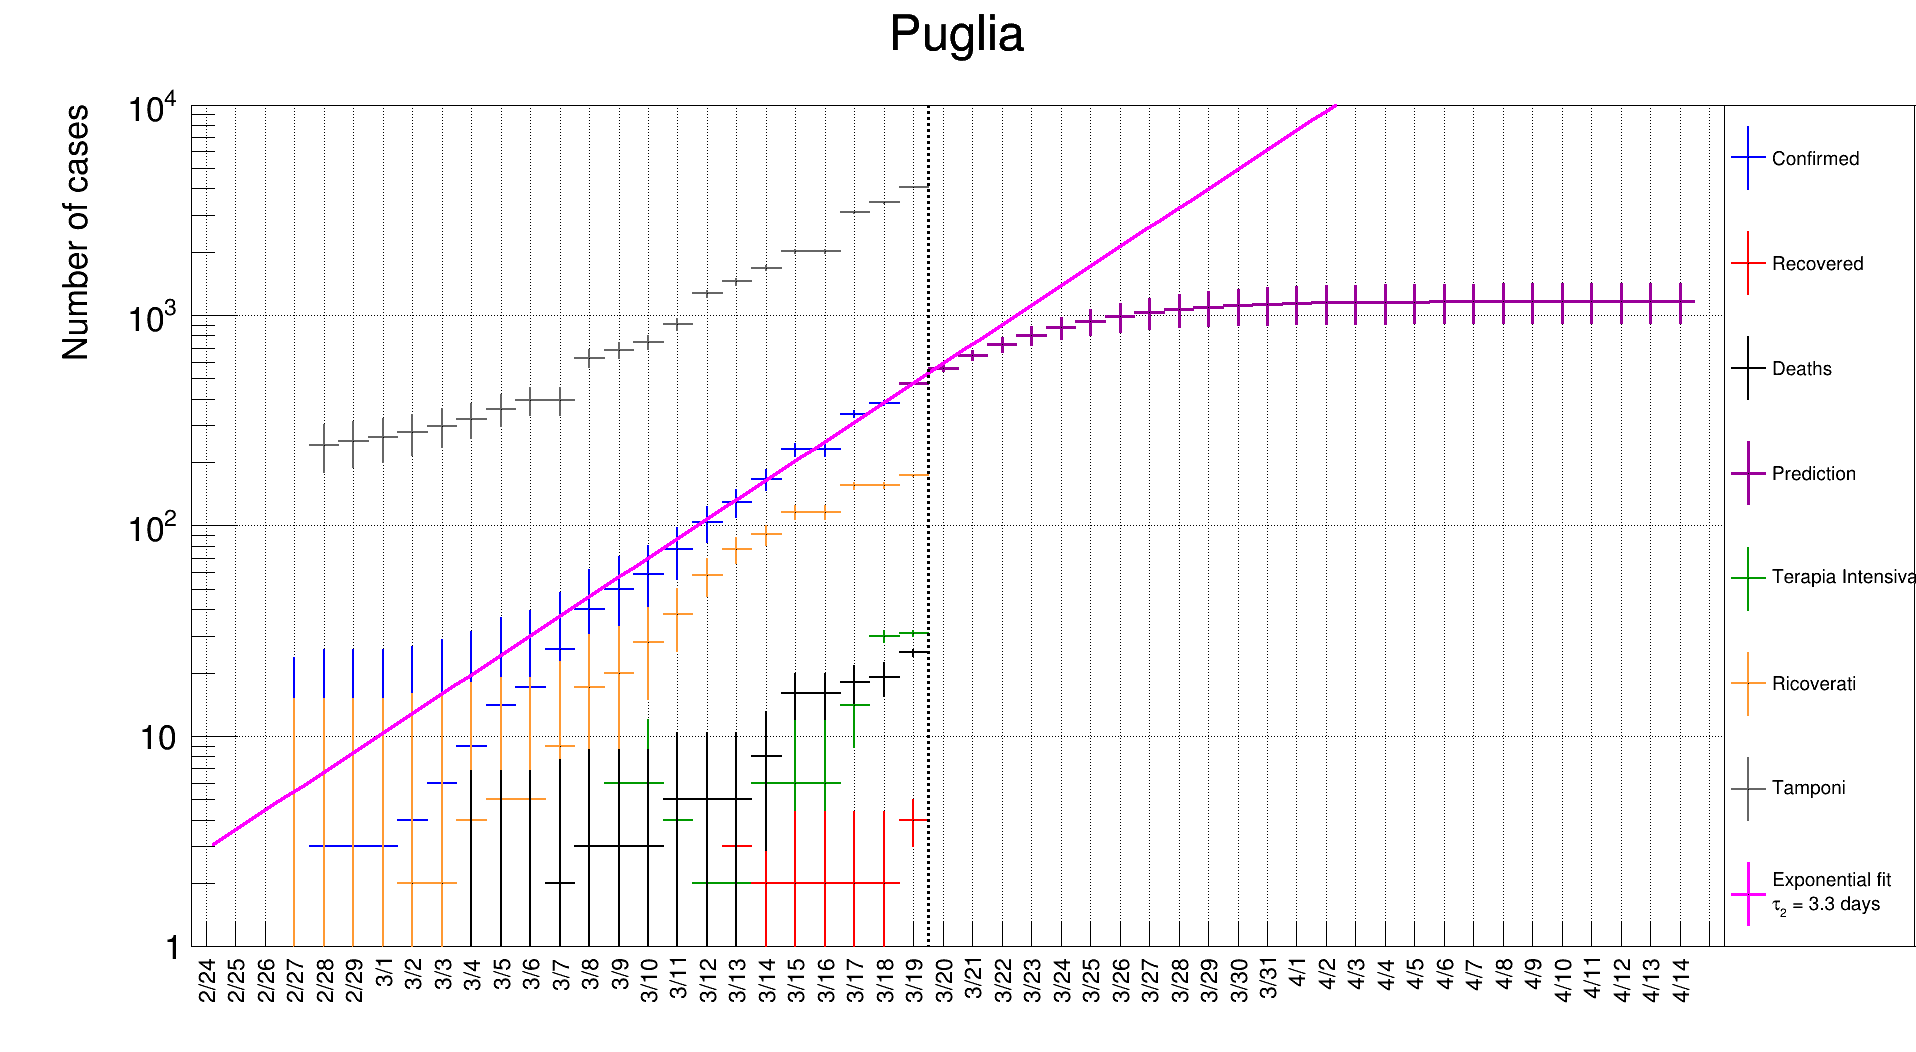 Puglia
Number of cases
10^4
10^3
10^2
10
1
2/24 2/25 2/26 2/27 2/28 2/29 3/1 3/2 3/3 3/4 3/5 3/6 3/7 3/8 3/9 3/10 3/11 3/12 3/13 3/14 3/15 3/16 3/17 3/18 3/19 3/20 3/21 3/22 3/23 3/24 3/25 3/26 3/27 3/28 3/29 3/30 3/31 4/1 4/2 4/3 4/4 4/5 4/6 4/7 4/8 4/9 4/10 4/11 4/12 4/13 4/14
Confirmed
Recovered
Deaths
Prediction
Terapia Intensiva
Ricoverati
Tamponi
Exponential fit
τ₂ = 3.3 days